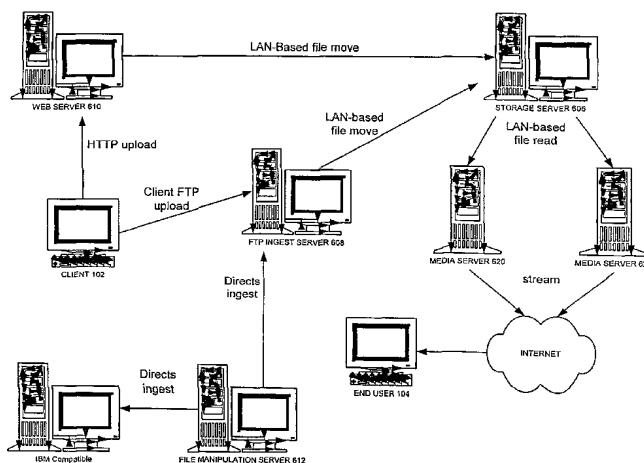 LAN-Based file move
WEB SERVER 610
STORAGE SERVER 606
LAN-based
file move
LAN-based
file read
HTTP upload
Client FTP
upload
CLIENT 102
FTP INGEST SERVER 608
MEDIA SERVER 620
MEDIA SERVER
stream
Directs
ingest
INTERNET
END USER 104
Directs
ingest
IBM Compatible
FILE MANIPULATION SERVER 612